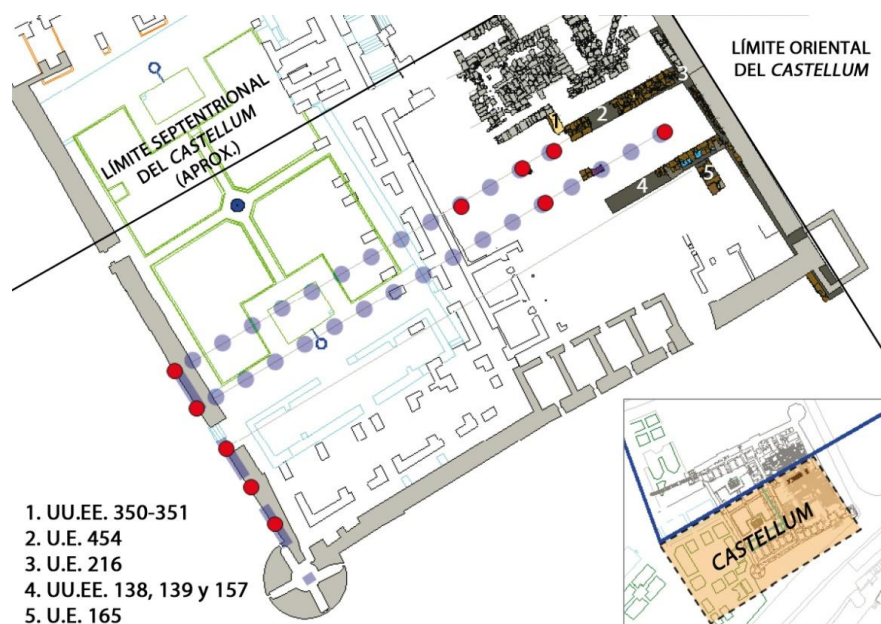 LÍMITE ORIENTAL
DEL CASTELLUM
LÍMITE SEPTENTRIONAL
DEL CASTELLUM
(APROX.)
1
2
3
4
5
1. UU.EE. 350-351
2. U.E. 454
3. U.E. 216
4. UU.EE. 138, 139 y 157
5. U.E. 165
CASTELLUM